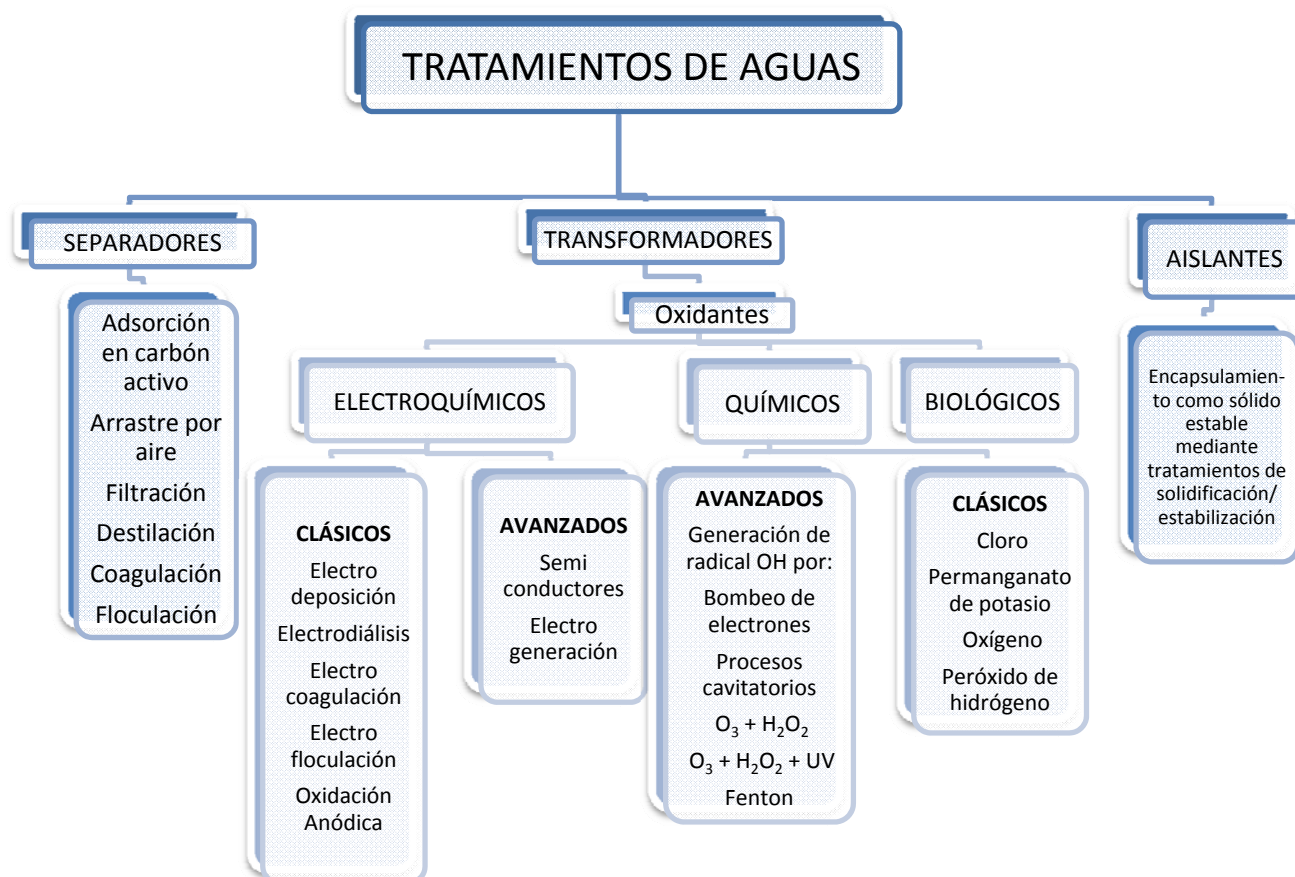 TRATAMIENTOS DE AGUAS
SEPARADORES
Adsorción
en carbón
activo
Arrastre por
aire
Filtración
Destilación
Coagulación
Floculación
TRANSFORMADORES
Oxidantes
ELECTROQUÍMICOS
CLÁSICOS
Electro
deposición
Electrodiálisis
Electro
coagulación
Electro
floculación
Oxidación
Anódica
AVANZADOS
Semi
conductores
Electro
generación
QUÍMICOS
AVANZADOS
Generación de
radical OH por:
Bombeo de
electrones
Procesos
cavitatorios
O₃ + H₂O₂
O₃ + H₂O₂ + UV
Fenton
CLÁSICOS
Cloro
Permanganato
de potasio
Oxígeno
Peróxido de
hidrógeno
BIOLÓGICOS
AISLANTES
Encapsulamien-
to como sólido
estable
mediante
tratamientos de
solidificación/
estabilización